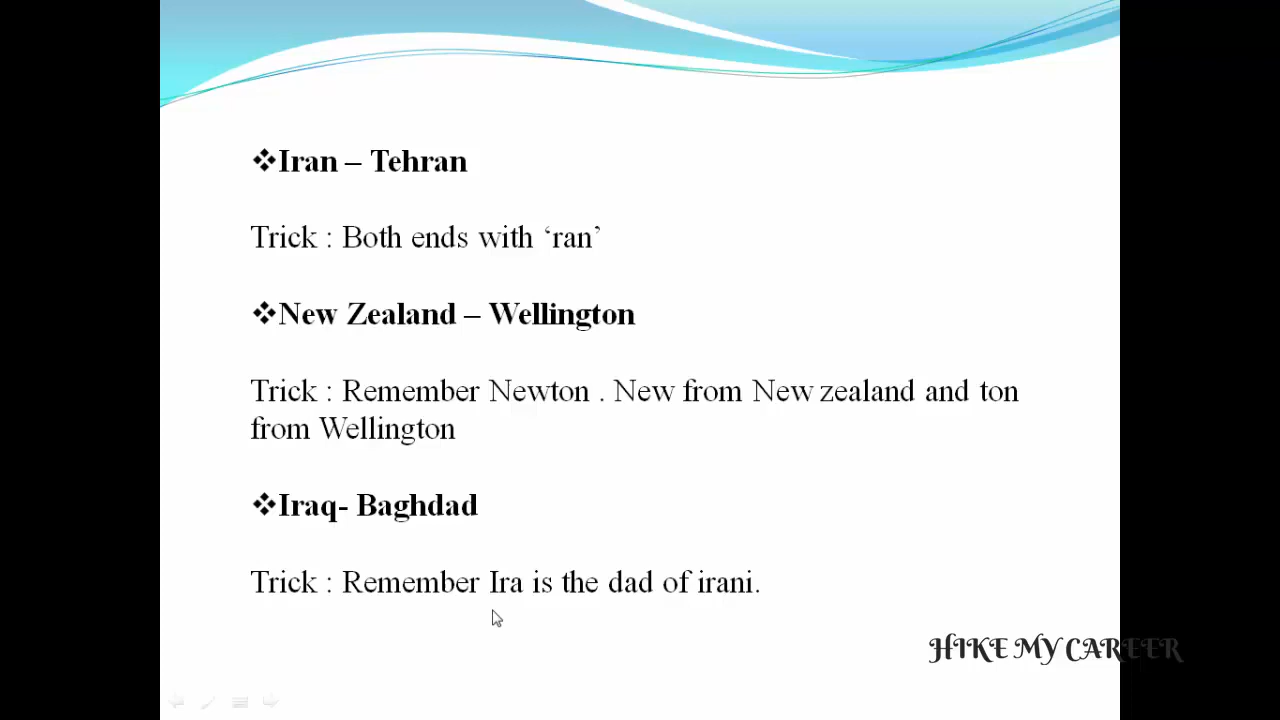 ❖Iran – Tehran
Trick : Both ends with ‘ran’
❖New Zealand – Wellington
Trick : Remember Newton . New from New zealand and ton
from Wellington
❖Iraq- Baghdad
Trick : Remember Ira is the dad of irani.
HIKE MY CAREER